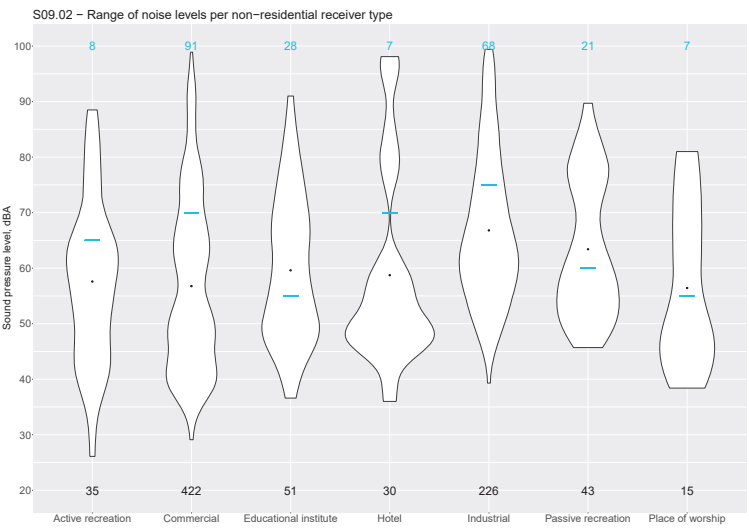 S09.02 − Range of noise levels per non−residential receiver type
Sound pressure level, dBA
100
90
80
70
60
50
40
30
20
8 91 28 7 68 21 7
35 422 51 30 226 43 15
Active recreation Commercial Educational institute Hotel Industrial Passive recreation Place of worship